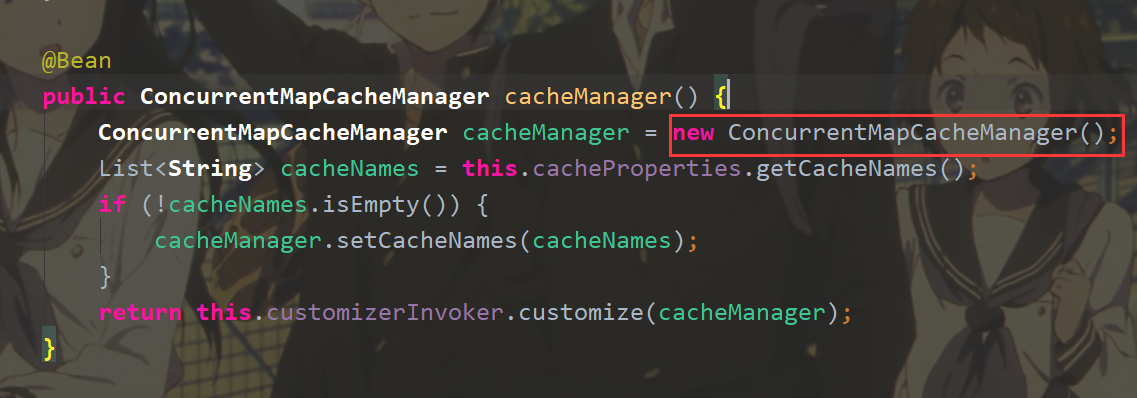 @Bean
public ConcurrentMapCacheManager cacheManager() {
ConcurrentMapCacheManager cacheManager = new ConcurrentMapCacheManager();
List<String> cacheNames = this.cacheProperties.getCacheNames();
if (!cacheNames.isEmpty()) {
cacheManager.setCacheNames(cacheNames);
}
return this.customizerInvoker.customize(cacheManager);
}